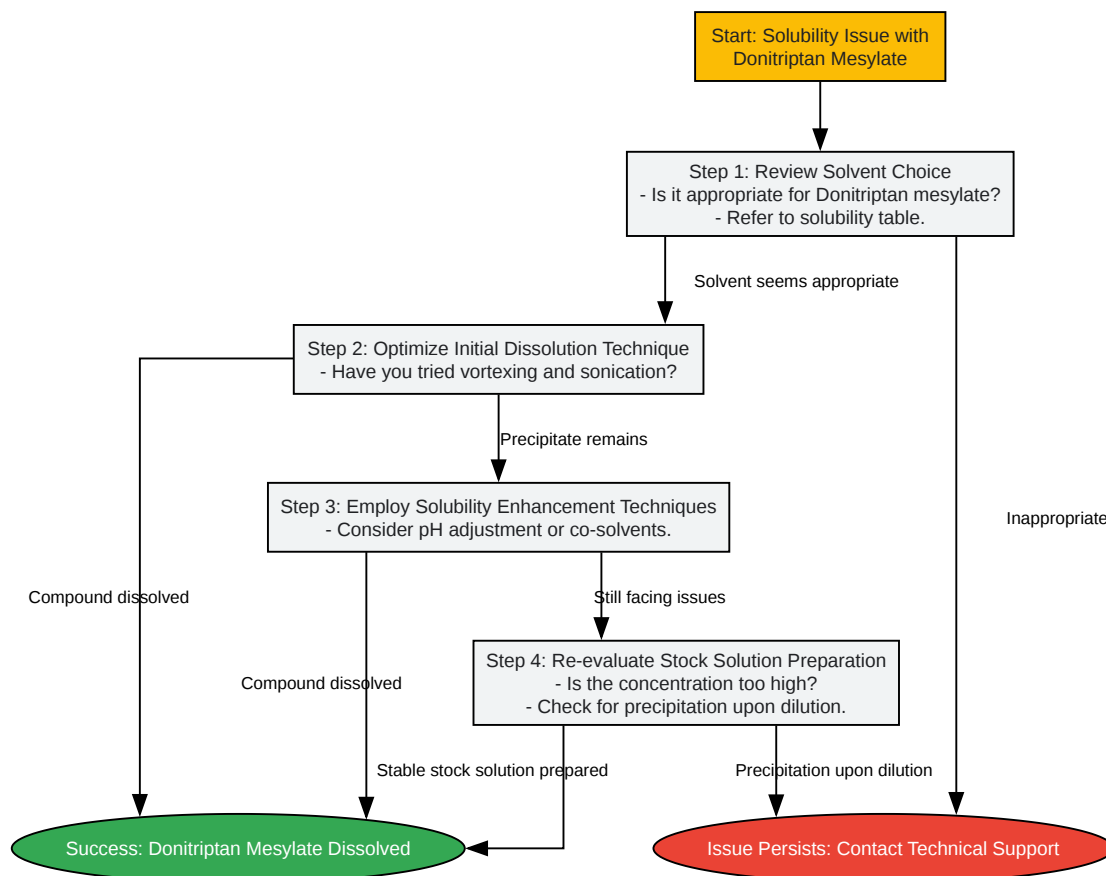 Start: Solubility Issue with
Donitriptan Mesylate
Step 1: Review Solvent Choice
- Is it appropriate for Donitriptan mesylate?
- Refer to solubility table.
Solvent seems appropriate
Step 2: Optimize Initial Dissolution Technique
- Have you tried vortexing and sonication?
Precipitate remains
Step 3: Employ Solubility Enhancement Techniques
- Consider pH adjustment or co-solvents.
Inappropriate
Compound dissolved
Still facing issues
Step 4: Re-evaluate Stock Solution Preparation
- Is the concentration too high?
- Check for precipitation upon dilution.
Compound dissolved
Stable stock solution prepared
Precipitation upon dilution
Success: Donitriptan Mesylate Dissolved
Issue Persists: Contact Technical Support